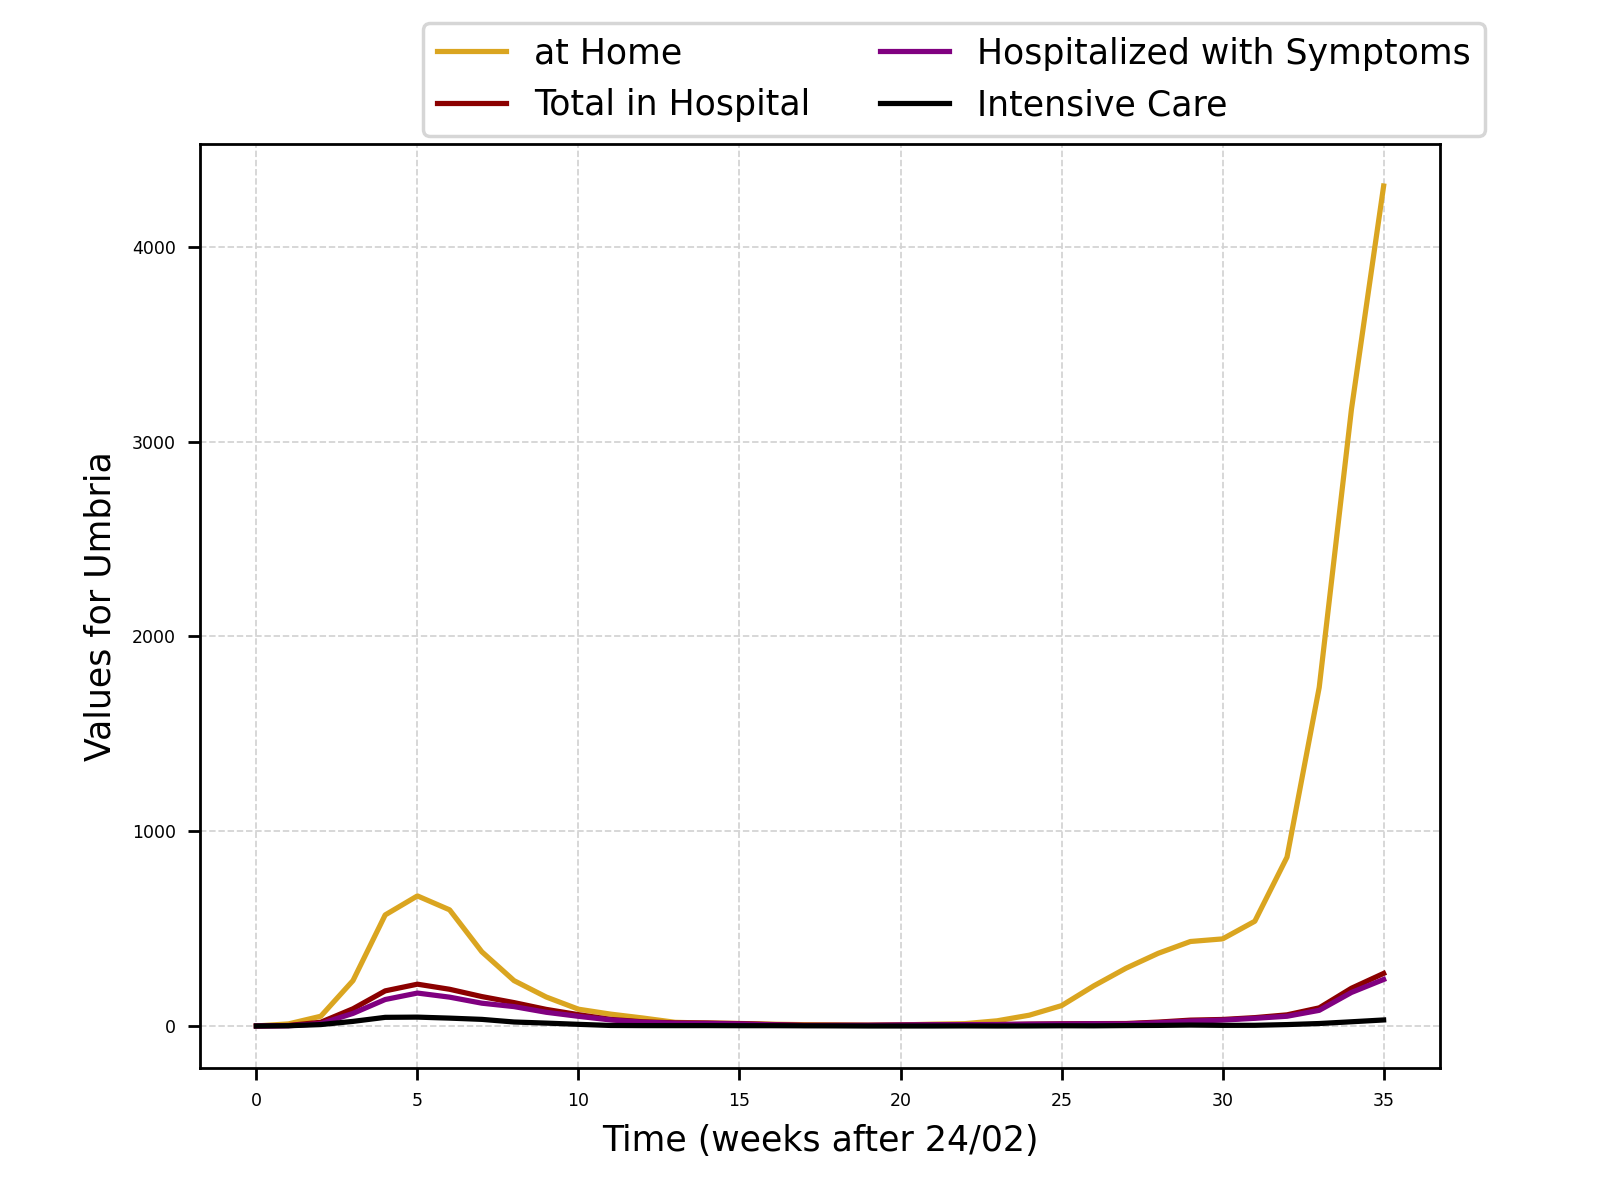 at Home
Hospitalized with Symptoms
Total in Hospital
Intensive Care
Values for Umbria
4000
3000
2000
1000
0
0 5 10 15 20 25 30 35
Time (weeks after 24/02)